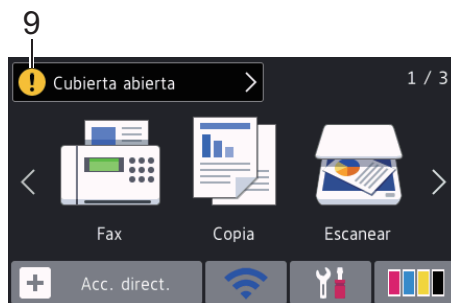 9
Cubierta abierta
1 / 3
Fax Copia Escanear
Acc. direct.